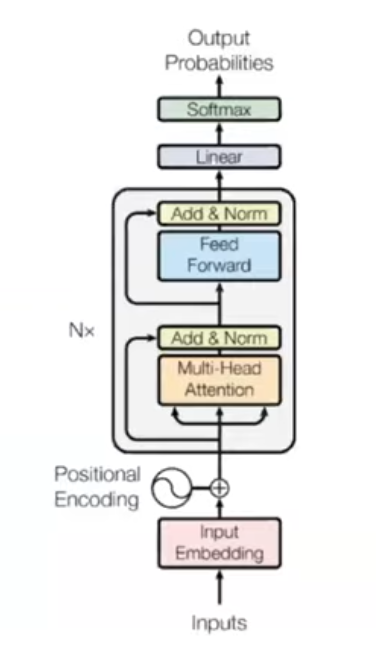 Output
Probabilities
Softmax
Linear
Add & Norm
Feed
Forward
Nx
Add & Norm
Multi-Head
Attention
Positional
Encoding
Input
Embedding
Inputs